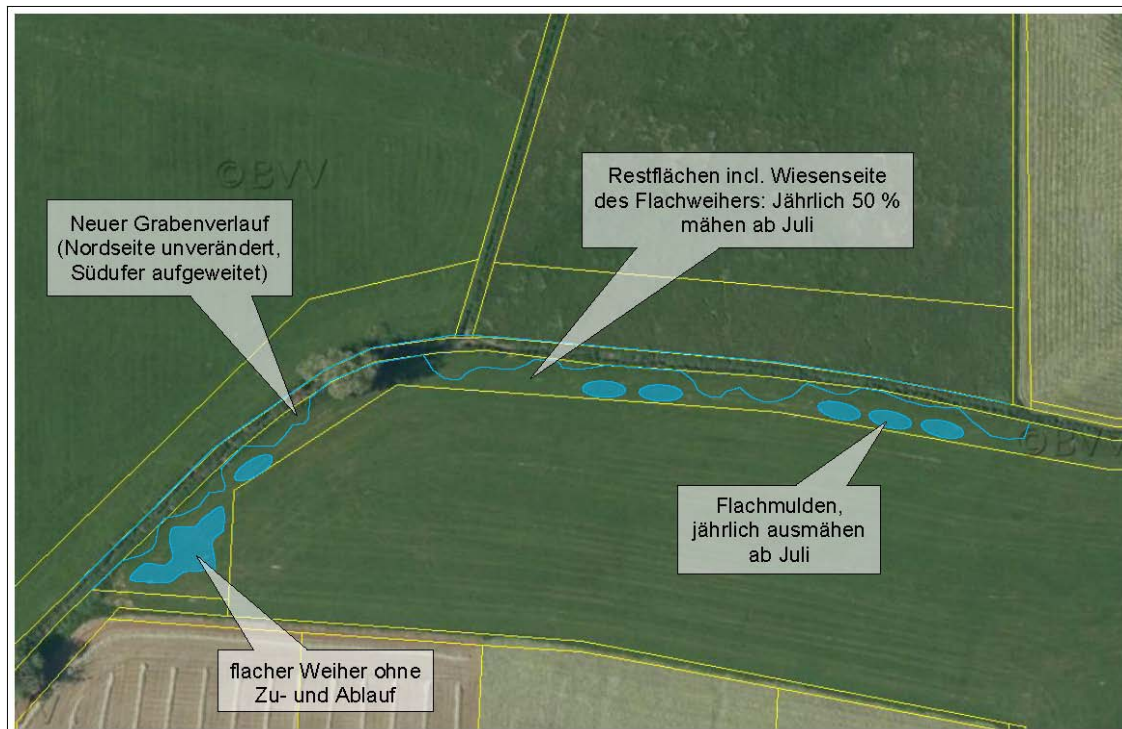 ©BVV
Restflächen incl. Wiesenseite
des Flachweihers: Jährlich 50 %
mähen ab Juli
Neuer Grabenverlauf
(Nordseite unverändert,
Südufer aufgeweitet)
©BVV
Flachmulden,
jährlich ausmähen
ab Juli
flacher Weiher ohne
Zu- und Ablauf